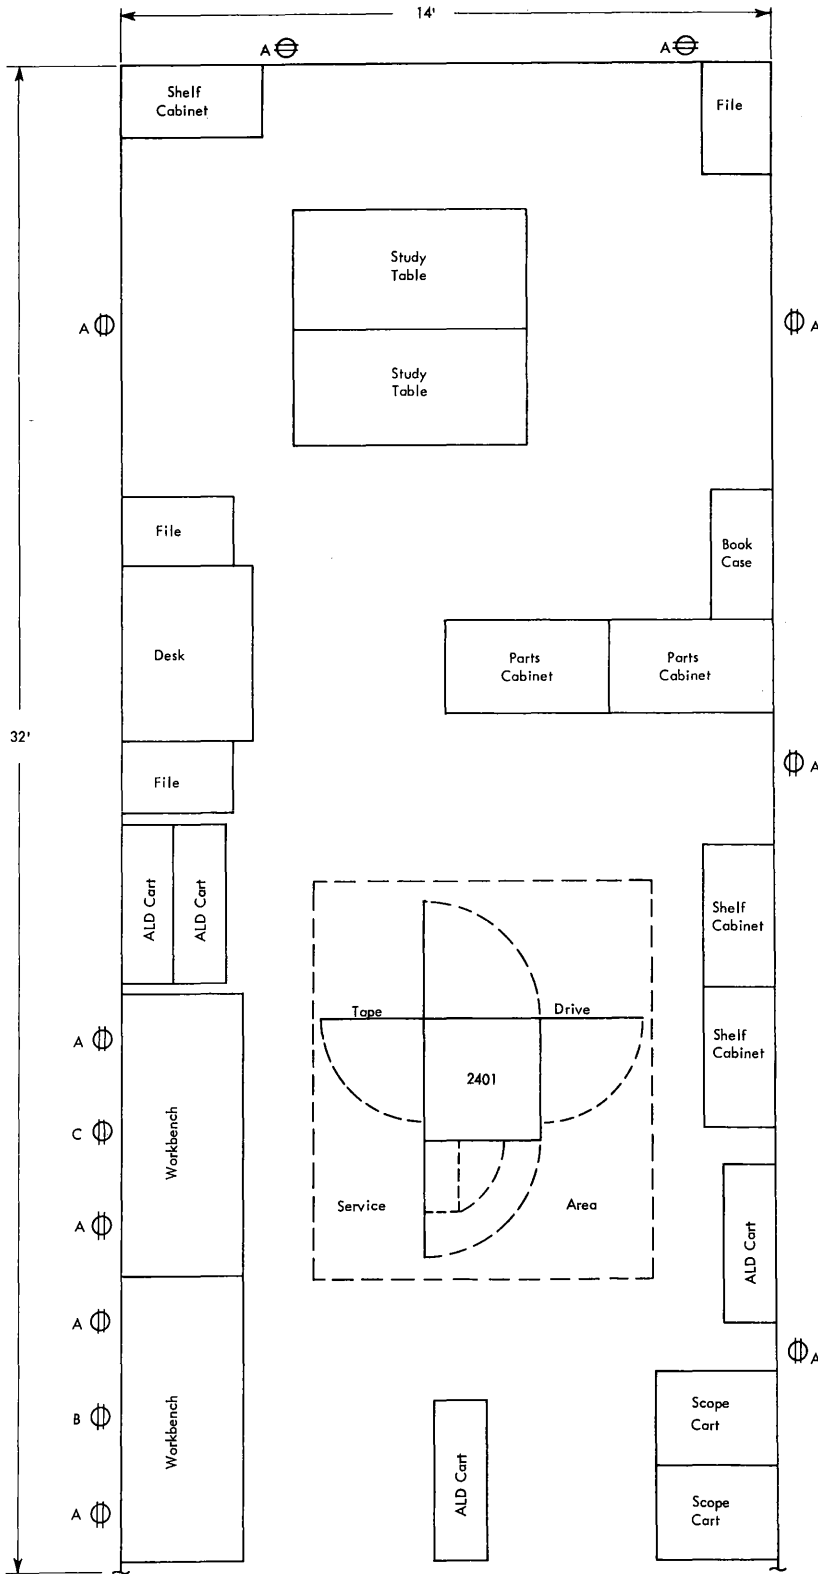 14'
A
A
Shelf
Cabinet
File
Study
Table
A
A
Study
Table
File
Book
Case
Desk
Parts
Cabinet
Parts
Cabinet
32'
A
File
ALD Cart
ALD Cart
Shelf
Cabinet
Tape Drive
A
Shelf
Cabinet
2401
C
Workbench
Service Area
A
ALD Cart
A
A
Scope
Cart
B
Workbench
ALD Cart
A
Scope
Cart